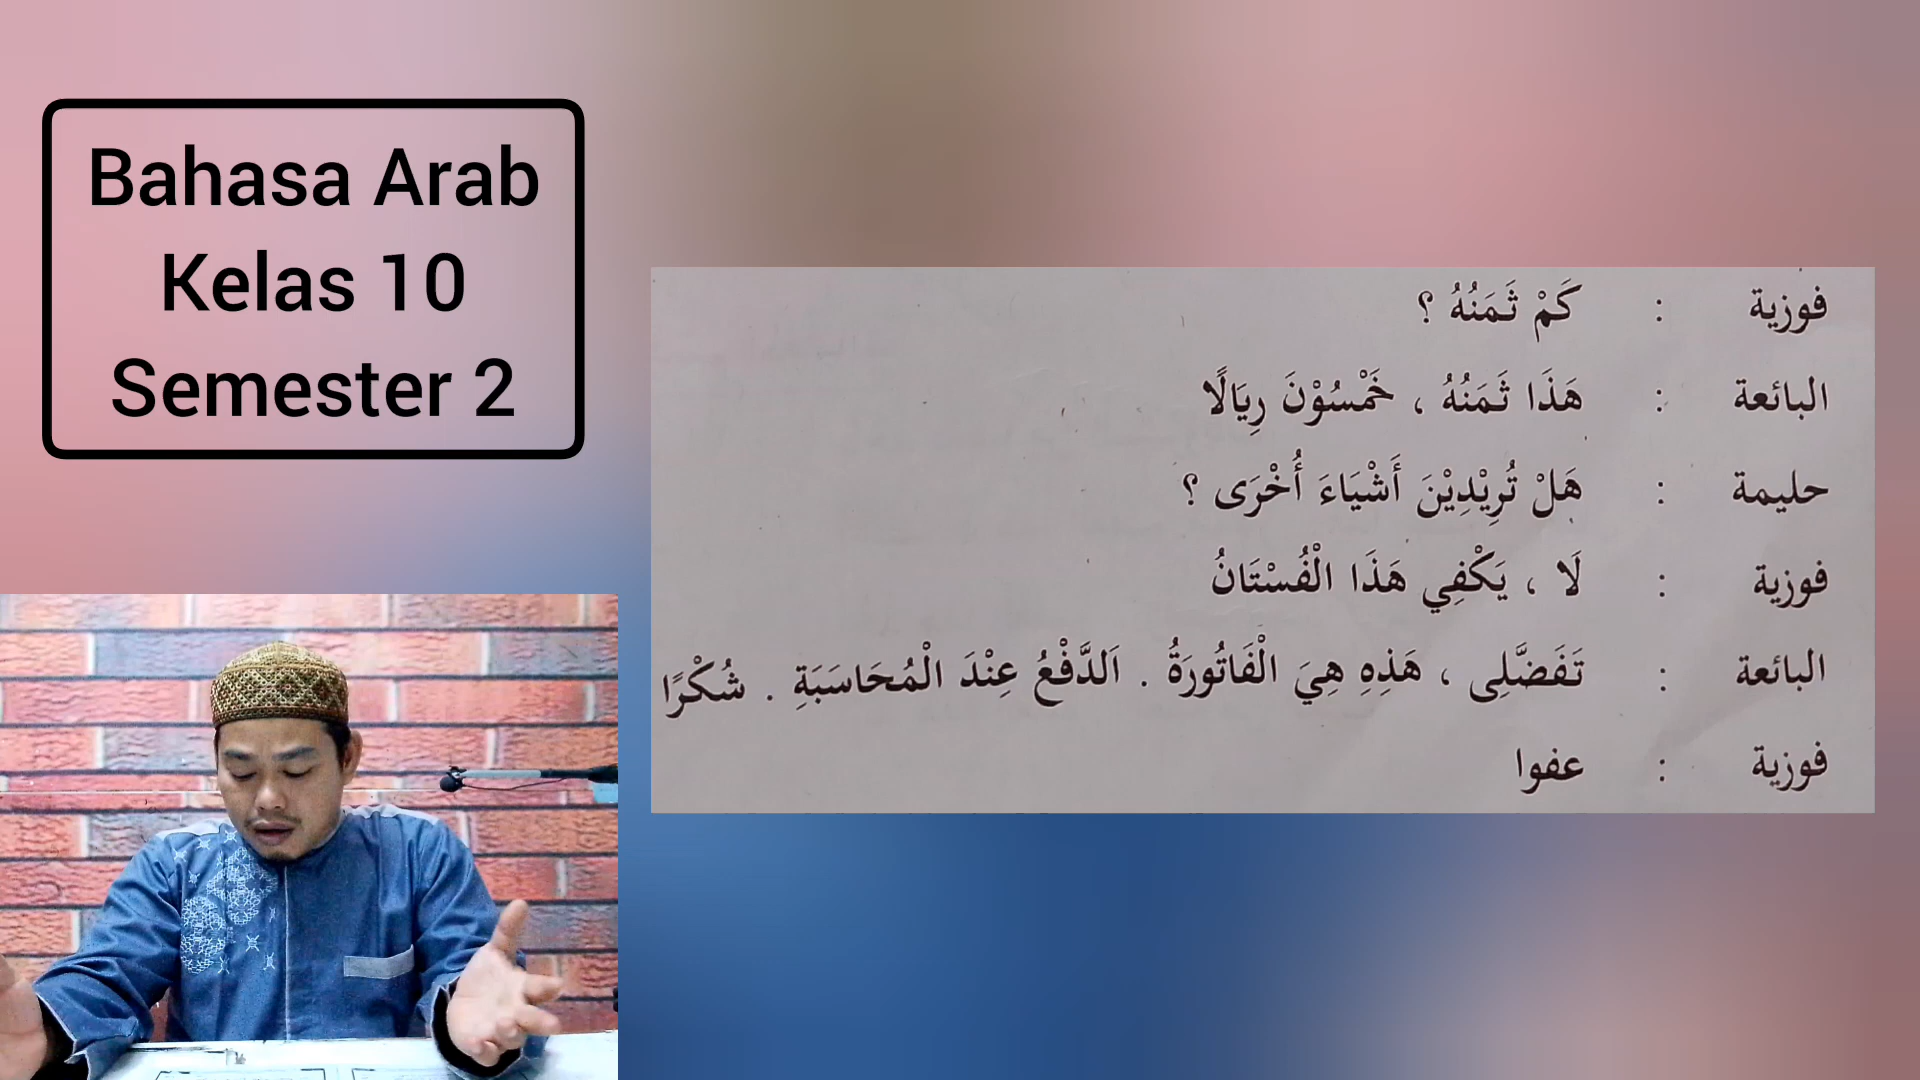 Bahasa Arab
Kelas 10
Semester 2
فوزية : كَمْ ثَمَنُهُ ؟
البائعة : هَذَا ثَمَنُهُ ، خَمْسُوْنَ رِيَالًا
حليمة : هَلْ تُرِيْدِيْنَ أَشْيَاءَ أُخْرَى ؟
فوزية : لَا ، يَكْفِي هَذَا الْفُسْتَانُ
البائعة : تَفَضَّلِى ، هَذِهِ هِيَ الْفَاتُورَةُ . اَلدَّفْعُ عِنْدَ الْمُحَاسَبَةِ . شُكْرًا
فوزية : عفوا